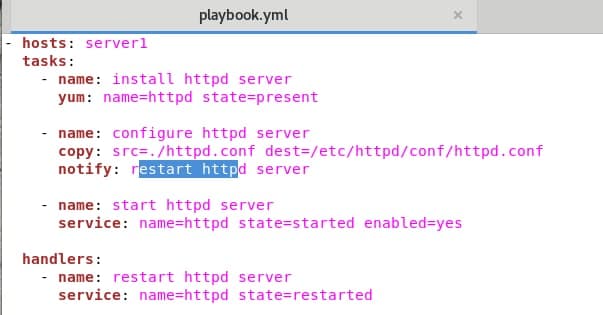 playbook.yml ×
- hosts: server1
  tasks:
    - name: install httpd server
      yum: name=httpd state=present

    - name: configure httpd server
      copy: src=./httpd.conf dest=/etc/httpd/conf/httpd.conf
      notify: restart httpd server

    - name: start httpd server
      service: name=httpd state=started enabled=yes

  handlers:
    - name: restart httpd server
      service: name=httpd state=restarted